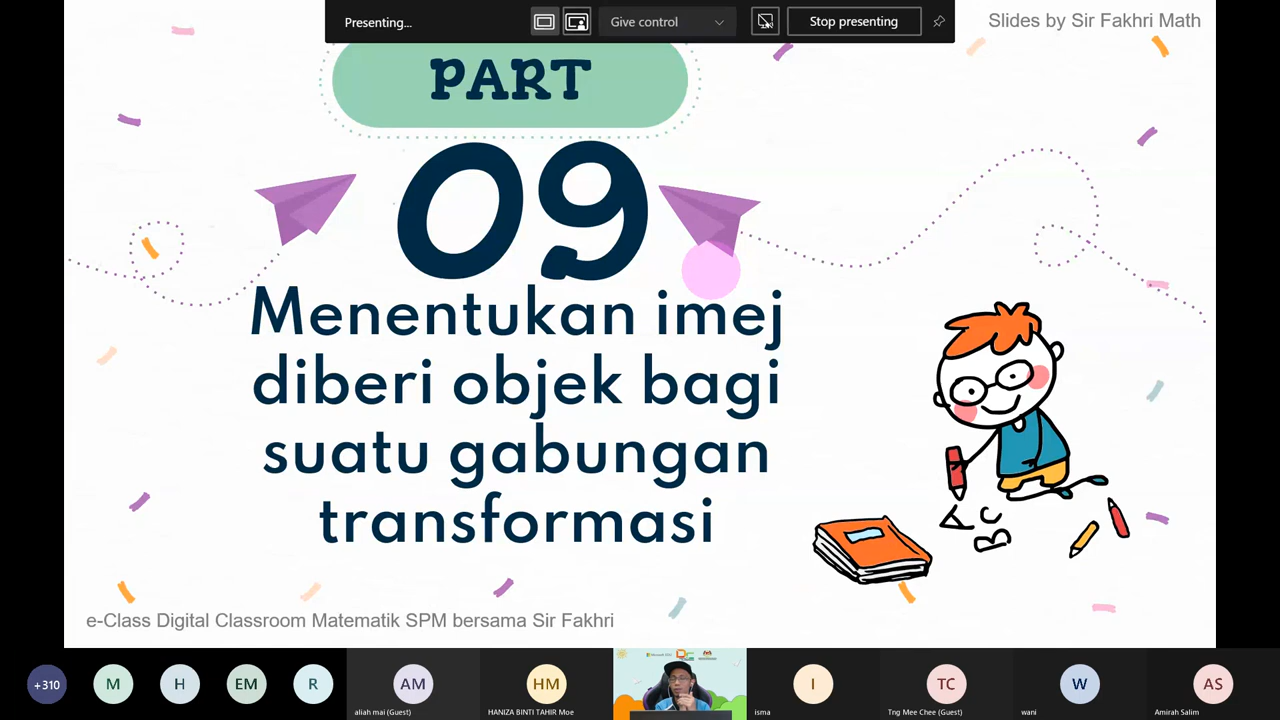 Presenting...
Give control
Stop presenting
Slides by Sir Fakhri Math
PART
09
Menentukan imej
diberi objek bagi
suatu gabungan
transformasi
A
C
B
e-Class Digital Classroom Matematik SPM bersama Sir Fakhri
+310
M
H
EM
R
AM
aliah mai (Guest)
HM
HANIZA BINTI TAHIR Moe
I
isma
TC
Tng Mee Chee (Guest)
W
wani
AS
Amirah Salim